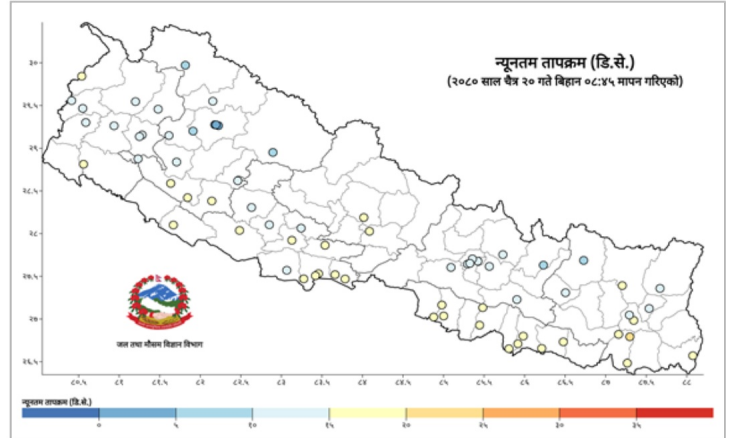 न्यूनतम तापक्रम (डि.से.)
(२०८० साल चैत्र २० गते बिहान ०८:४५ मापन गरिएको)
३०
२९.५
२९
२८.५
२८
२७.५
२७
२६.५
जल तथा मौसम विज्ञान विभाग
८०.५ ८१ ८१.५ ८२ ८२.५ ८३ ८३.५ ८४ ८४.५ ८५ ८५.५ ८६ ८६.५ ८७ ८७.५ ८८
न्यूनतम तापक्रम (डि.से.)
० ५ १० १५ २० २५ ३० ३५